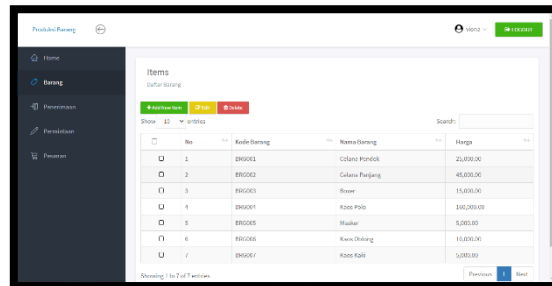 Produksi Barang
Viona
LOGOUT
Home
Barang
Penerimaan
Permintaan
Pesanan
Items
Daftar Barang
+Add New Item Edit Delete
Show 10 entries Search:
No Kode Barang Nama Barang Harga
1 BRG001 Celana Pendek 25,000.00
2 BRG002 Celana Panjang 45,000.00
3 BRG003 Boxer 15,000.00
4 BRG004 Kaos Polo 100,000.00
5 BRG005 Masker 5,000.00
6 BRG006 Kaos Oblong 10,000.00
7 BRG007 Kaos Kaki 5,000.00
Showing 1 to 7 of 7 entries Previous 1 Next